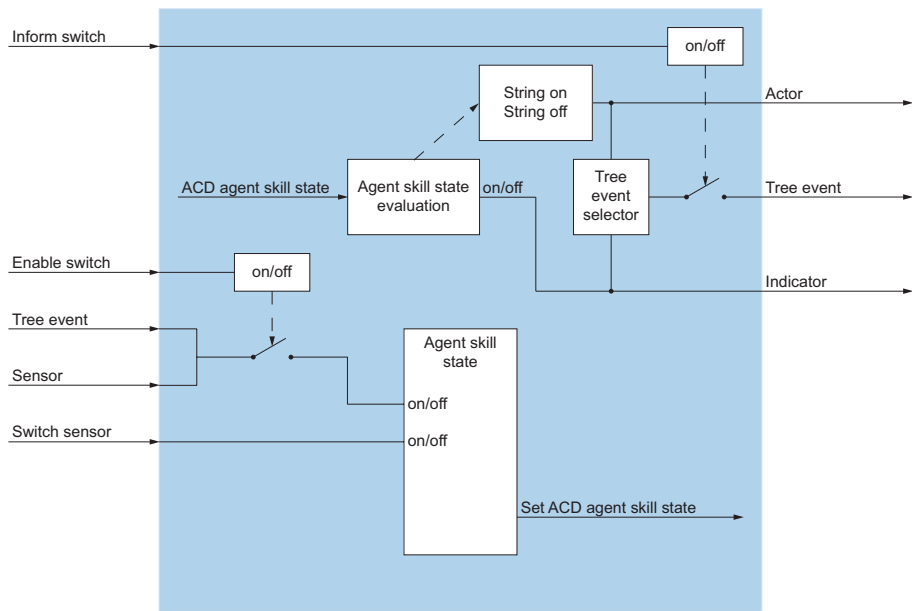 Inform switch
on/off
String on
String off
Actor
ACD agent skill state
Agent skill state
evaluation
on/off
Tree
event
selector
Tree event
Enable switch
on/off
Indicator
Tree event
Agent skill
state
Sensor
on/off
Switch sensor
on/off
Set ACD agent skill state